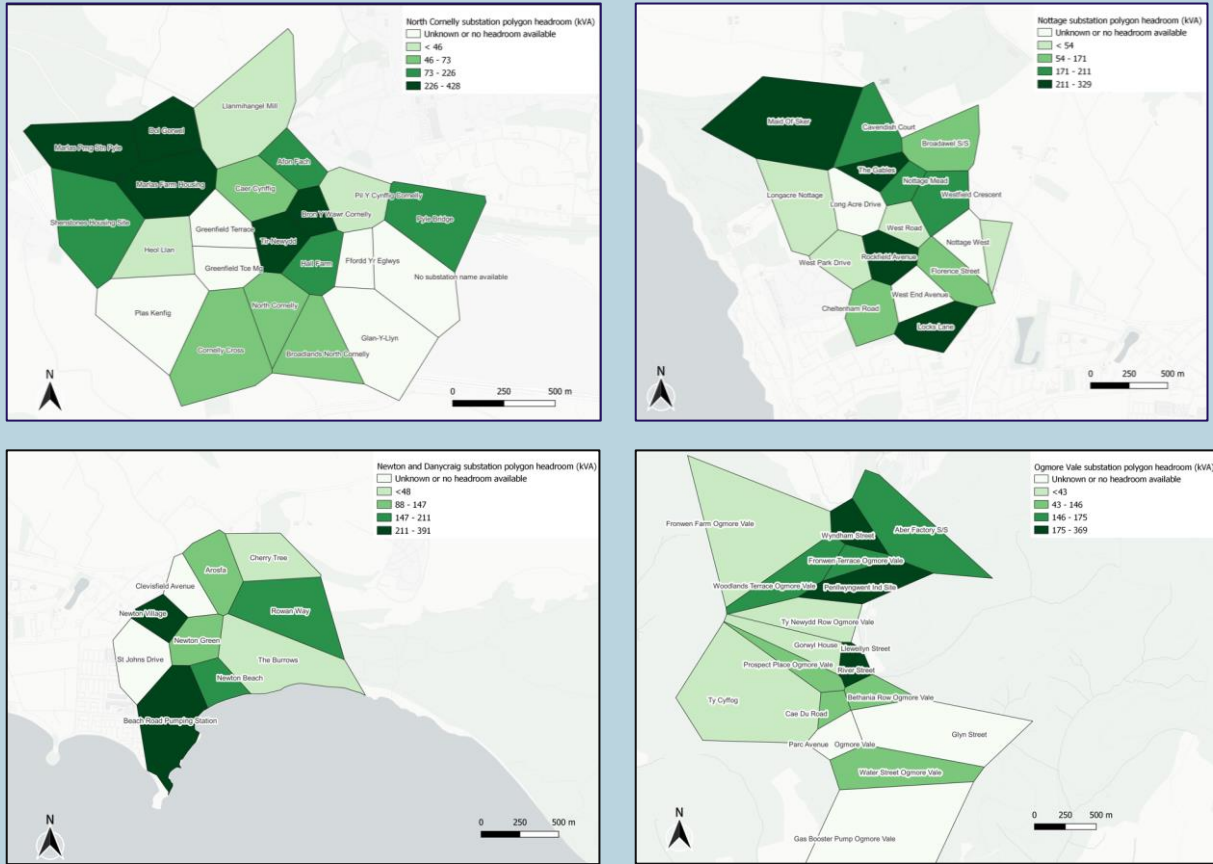 North Cornelly substation polygon headroom (kVA)
Unknown or no headroom available
< 46
46 - 73
73 - 226
226 - 428
Llanmihangel Mill
Dol Gorwel
Marlas Pmg Stn Pyle
Afon Fach
Marlas Farm Housing
Caer Cynffig
Pil Y Cynffig Cornelly
Bron Y Wawr Cornelly
Pyle Bridge
Shenstones Housing Site
Greenfield Terrace
Tir-Newydd
Heol Llan
Hall Farm
Ffordd Yr Eglwys
Greenfield Tce Mg
No substation name available
North Cornelly
Plas Kenfig
Glan-Y-Llyn
Cornelly Cross
Broadlands North Cornelly
N
0 250 500 m
Nottage substation polygon headroom (kVA)
Unknown or no headroom available
< 54
54 - 171
171 - 211
211 - 329
Maid Of Sker
Cavendish Court
Broadawel S/S
The Gables
Nottage Mead
Longacre Nottage
Westfield Crescent
Long Acre Drive
West Road
Nottage West
West Park Drive
Rockfield Avenue
Florence Street
West End Avenue
Cheltenham Road
Locks Lane
N
0 250 500 m
Newton and Danycraig substation polygon headroom (kVA)
Unknown or no headroom available
<48
88 - 147
147 - 211
211 - 391
Cherry Tree
Arosfa
Clevisfield Avenue
Newton Village
Rowan Way
Newton Green
St Johns Drive
The Burrows
Newton Beach
Beach Road Pumping Station
N
0 250 500 m
Ogmore Vale substation polygon headroom (kVA)
Unknown or no headroom available
<43
43 - 146
146 - 175
175 - 369
Fronwen Farm Ogmore Vale
Wyndham Street
Aber Factory S/S
Fronwen Terrace Ogmore Vale
Woodlands Terrace Ogmore Vale
Penllwyngwent Ind Site
Ty Newydd Row Ogmore Vale
Gorwyl House
Llewellyn Street
Prospect Place Ogmore Vale
River Street
Ty Cyffog
Bethania Row Ogmore Vale
Cae Du Road
Glyn Street
Parc Avenue Ogmore Vale
Water Street Ogmore Vale
Gas Booster Pump Ogmore Vale
N
0 250 500 m